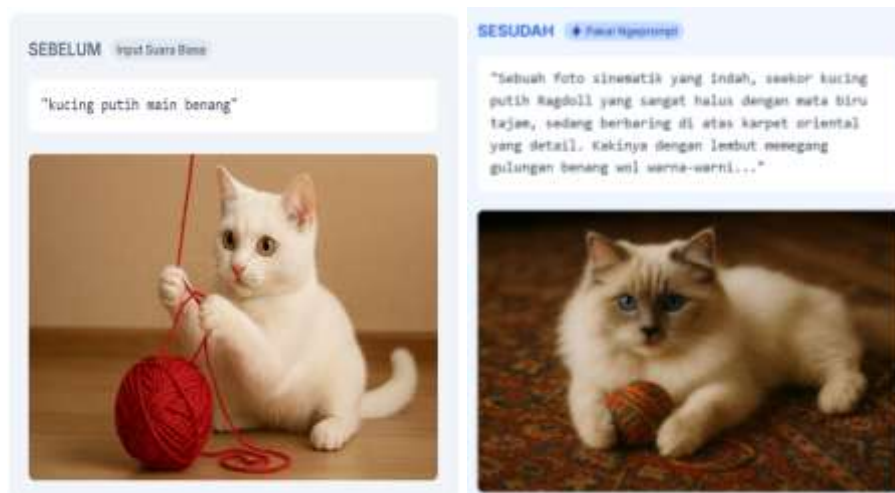 SEBELUM Input Suara Biasa
"kucing putih main benang"
SESUDAH Pakai Ngeprompt
"Sebuah foto sinematik yang indah, seekor kucing
putih Ragdoll yang sangat halus dengan mata biru
tajam, sedang berbaring di atas karpet oriental
yang detail. Kakinya dengan lembut memegang
gulungan benang wol warna-warni..."